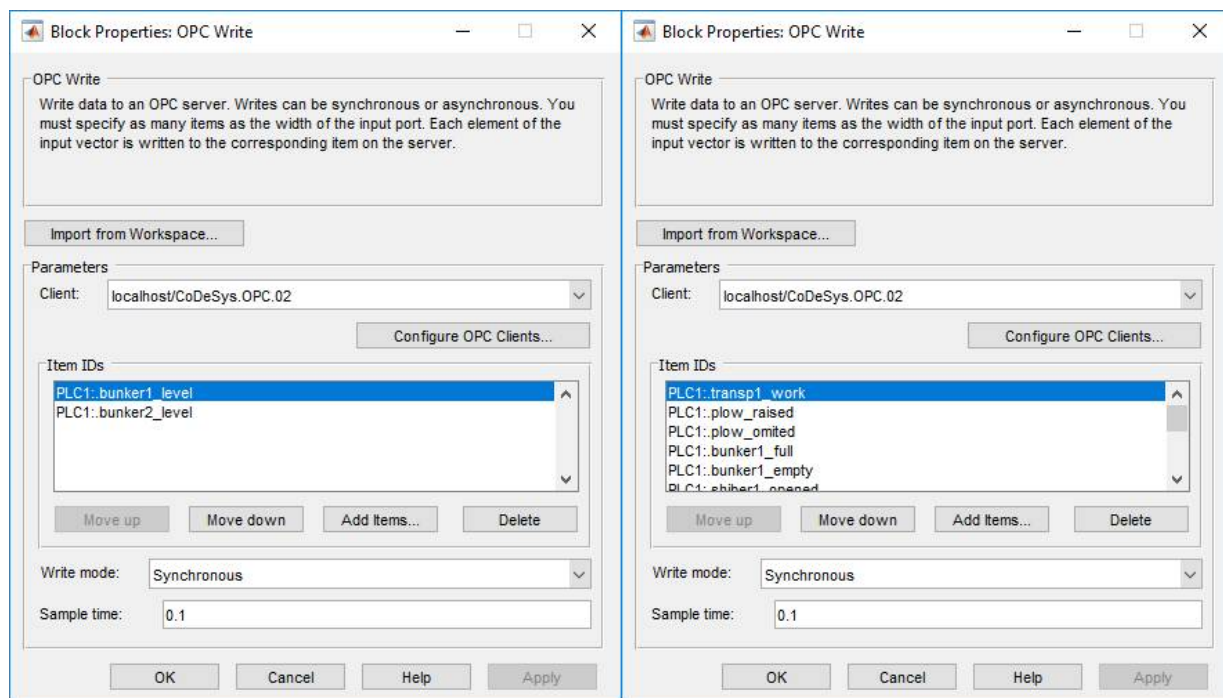 Block Properties: OPC Write
OPC Write
Write data to an OPC server. Writes can be synchronous or asynchronous. You
must specify as many items as the width of the input port. Each element of the
input vector is written to the corresponding item on the server.
Import from Workspace...
Parameters
Client: localhost/CoDeSys.OPC.02
Configure OPC Clients...
Item IDs
PLC1:.bunker1_level
PLC1:.bunker2_level
Move up Move down Add Items... Delete
Write mode: Synchronous
Sample time: 0.1
OK Cancel Help Apply
Block Properties: OPC Write
OPC Write
Write data to an OPC server. Writes can be synchronous or asynchronous. You
must specify as many items as the width of the input port. Each element of the
input vector is written to the corresponding item on the server.
Import from Workspace...
Parameters
Client: localhost/CoDeSys.OPC.02
Configure OPC Clients...
Item IDs
PLC1:.transp1_work
PLC1:.plow_raised
PLC1:.plow_omited
PLC1:.bunker1_full
PLC1:.bunker1_empty
PLC1:.shiber1_opened
Move up Move down Add Items... Delete
Write mode: Synchronous
Sample time: 0.1
OK Cancel Help Apply